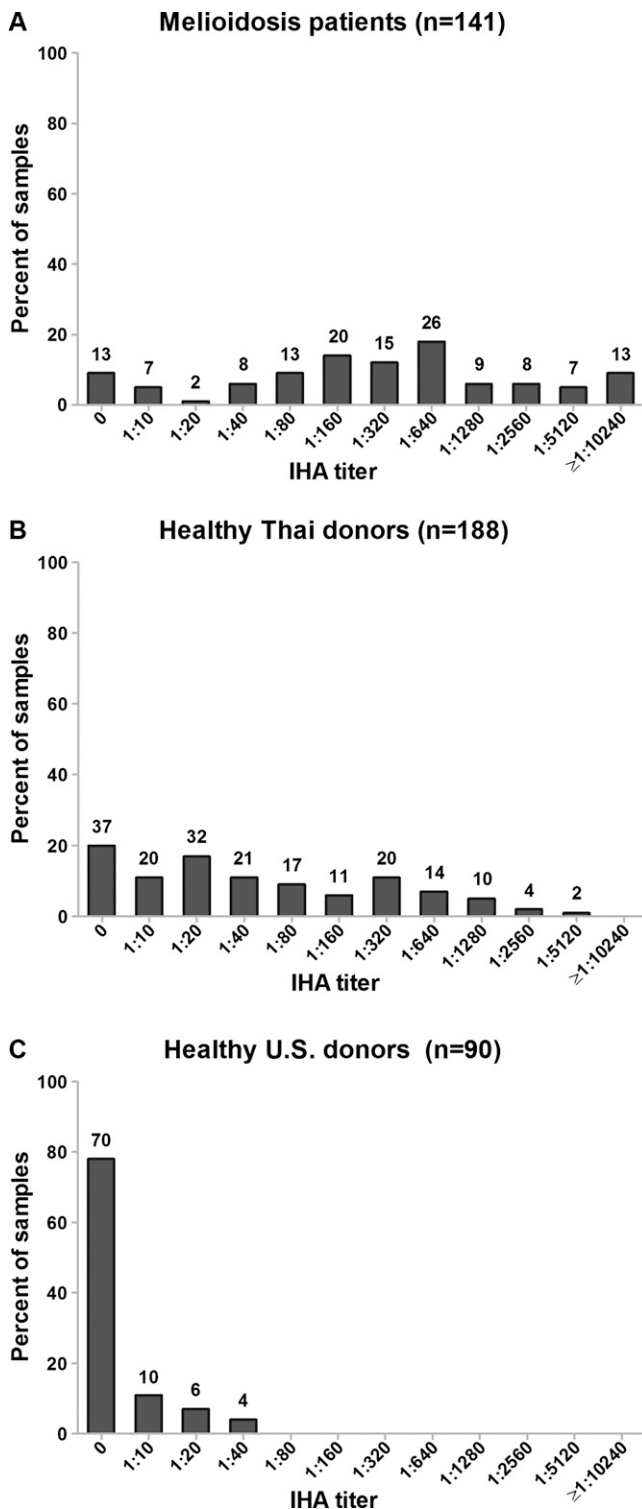 A Melioidosis patients (n=141)
Percent of samples
100
80
60
40
20
0
13 7 2 8 13 20 15 26 9 8 7 13
0 1:10 1:20 1:40 1:80 1:160 1:320 1:640 1:1280 1:2560 1:5120 ≥1:10240
IHA titer
B Healthy Thai donors (n=188)
Percent of samples
100
80
60
40
20
0
37 20 32 21 17 11 20 14 10 4 2
0 1:10 1:20 1:40 1:80 1:160 1:320 1:640 1:1280 1:2560 1:5120 ≥1:10240
IHA titer
C Healthy U.S. donors (n=90)
Percent of samples
100
80
60
40
20
0
70 10 6 4
0 1:10 1:20 1:40 1:80 1:160 1:320 1:640 1:1280 1:2560 1:5120 ≥1:10240
IHA titer